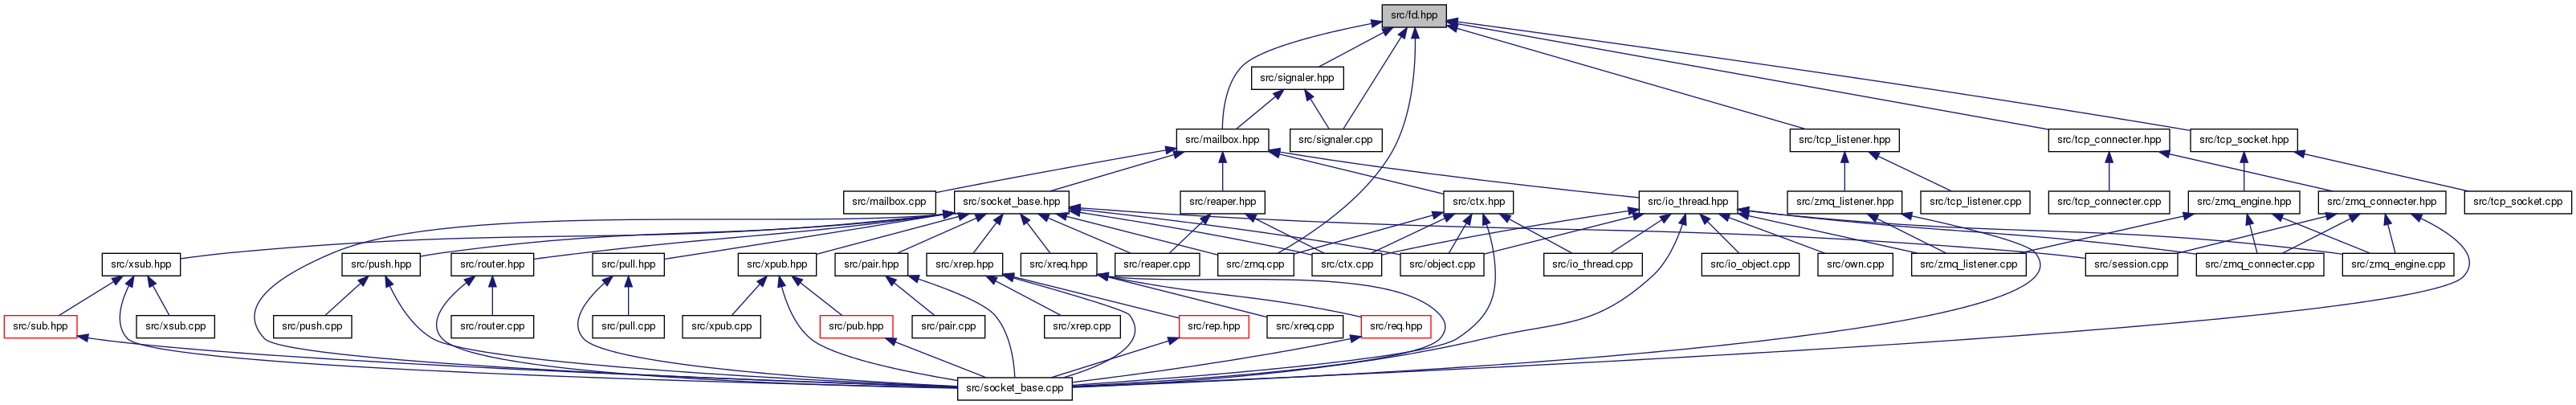 src/fd.hpp
src/signaler.hpp
src/mailbox.hpp
src/signaler.cpp
src/tcp_listener.hpp
src/tcp_connecter.hpp
src/tcp_socket.hpp
src/mailbox.cpp
src/socket_base.hpp
src/reaper.hpp
src/ctx.hpp
src/io_thread.hpp
src/zmq_listener.hpp
src/tcp_listener.cpp
src/tcp_connecter.cpp
src/zmq_engine.hpp
src/zmq_connecter.hpp
src/tcp_socket.cpp
src/xsub.hpp
src/push.hpp
src/router.hpp
src/pull.hpp
src/xpub.hpp
src/pair.hpp
src/xrep.hpp
src/xreq.hpp
src/reaper.cpp
src/zmq.cpp
src/ctx.cpp
src/object.cpp
src/io_thread.cpp
src/io_object.cpp
src/own.cpp
src/zmq_listener.cpp
src/session.cpp
src/zmq_connecter.cpp
src/zmq_engine.cpp
src/sub.hpp
src/xsub.cpp
src/push.cpp
src/router.cpp
src/pull.cpp
src/xpub.cpp
src/pub.hpp
src/pair.cpp
src/xrep.cpp
src/rep.hpp
src/xreq.cpp
src/req.hpp
src/socket_base.cpp